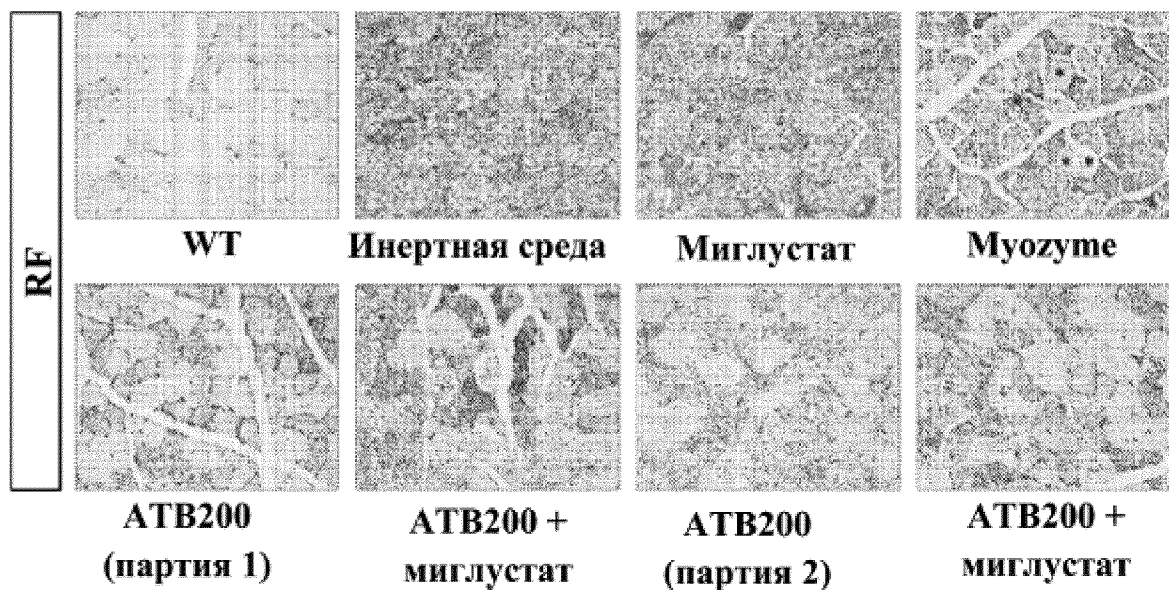 RF
WT
Инертная среда
Миглустат
Myozyme
ATB200
(партия 1)
ATB200 +
миглустат
ATB200
(партия 2)
ATB200 +
миглустат